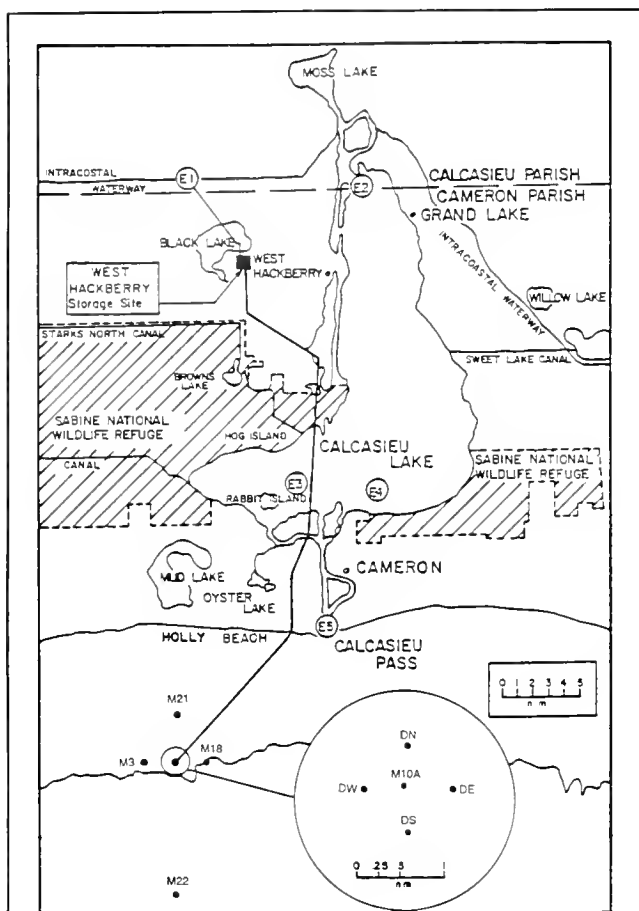 MOSS LAKE
INTRACOSTAL
WATERWAY
E1
E2
CALCASIEU PARISH
CAMERON PARISH
GRAND LAKE
BLACK LAKE
WEST
HACKBERRY
WEST
HACKBERRY
Storage Site
INTRACOASTAL WATERWAY
WILLOW LAKE
STARKS NORTH CANAL
SWEET LAKE CANAL
BROWNS
LAKE
SABINE NATIONAL
WILDLIFE REFUGE
HOG ISLAND
CALCASIEU
LAKE
SABINE NATIONAL
WILDLIFE REFUGE
CANAL
E3
E4
RABBIT ISLAND
MUD LAKE
OYSTER
LAKE
CAMERON
E5
HOLLY BEACH
CALCASIEU
PASS
0 1 2 3 4 5
n m
M21
M3
M18
DN
M10A
DW
DE
DS
0 .25 .5 1
nm
M22